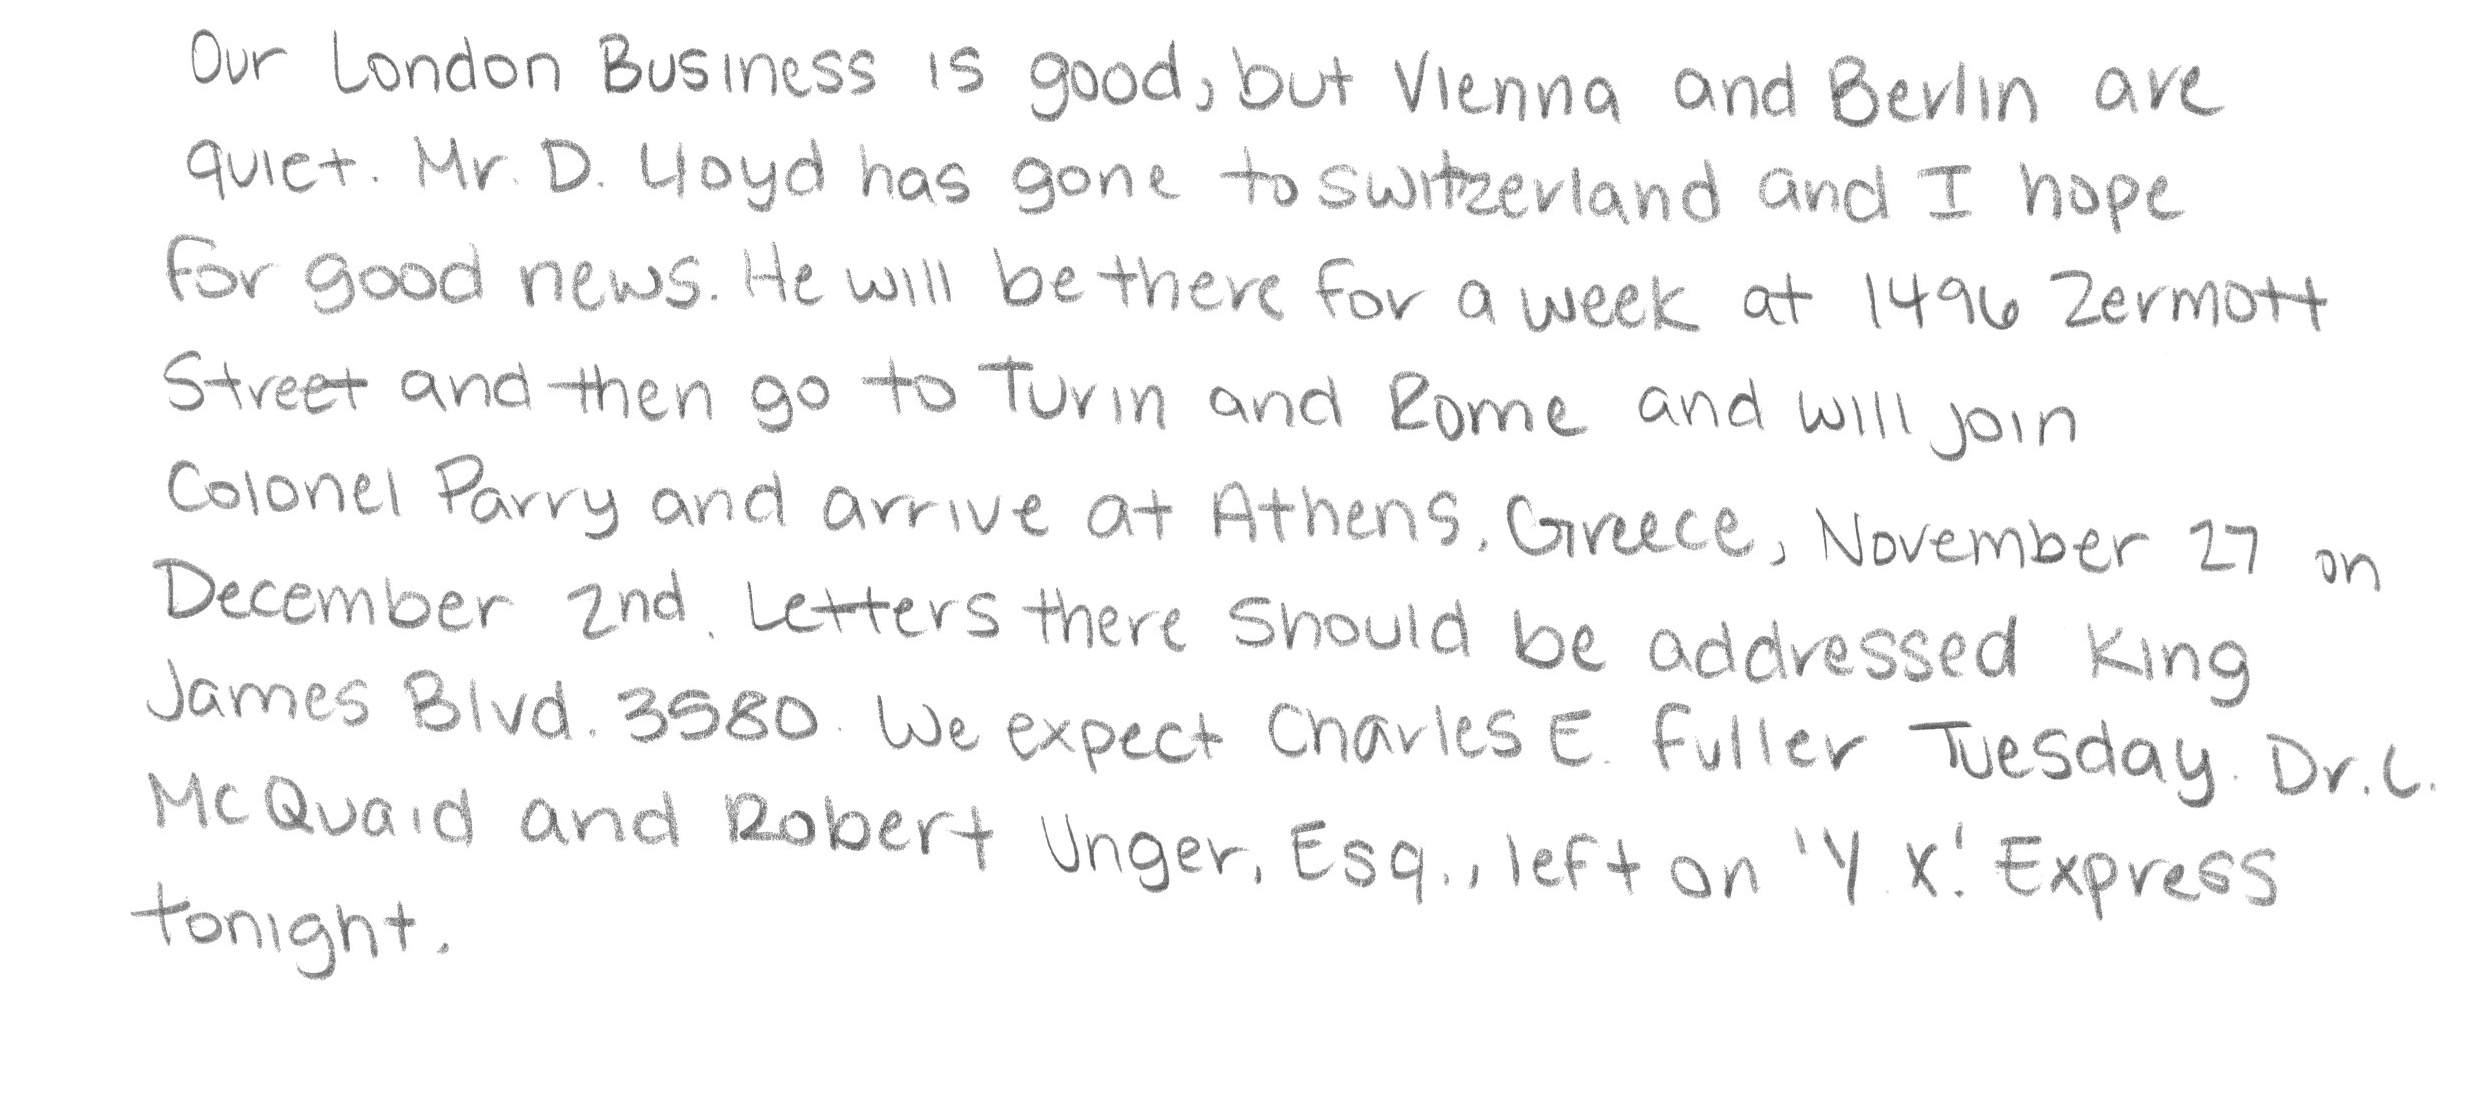 Our London Business is good, but Vienna and Berlin are
quiet. Mr. D. Lloyd has gone to switzerland and I hope
for good news. He will be there for a week at 1496 Zermott
Street and then go to Turin and Rome and will join
Colonel Parry and arrive at Athens, Greece, November 27 on
December 2nd. Letters there should be addressed King
James Blvd. 3580. We expect Charles E. Fuller Tuesday. Dr. L.
McQuaid and Robert Unger, Esq., left on 'Y. X.' Express
tonight.